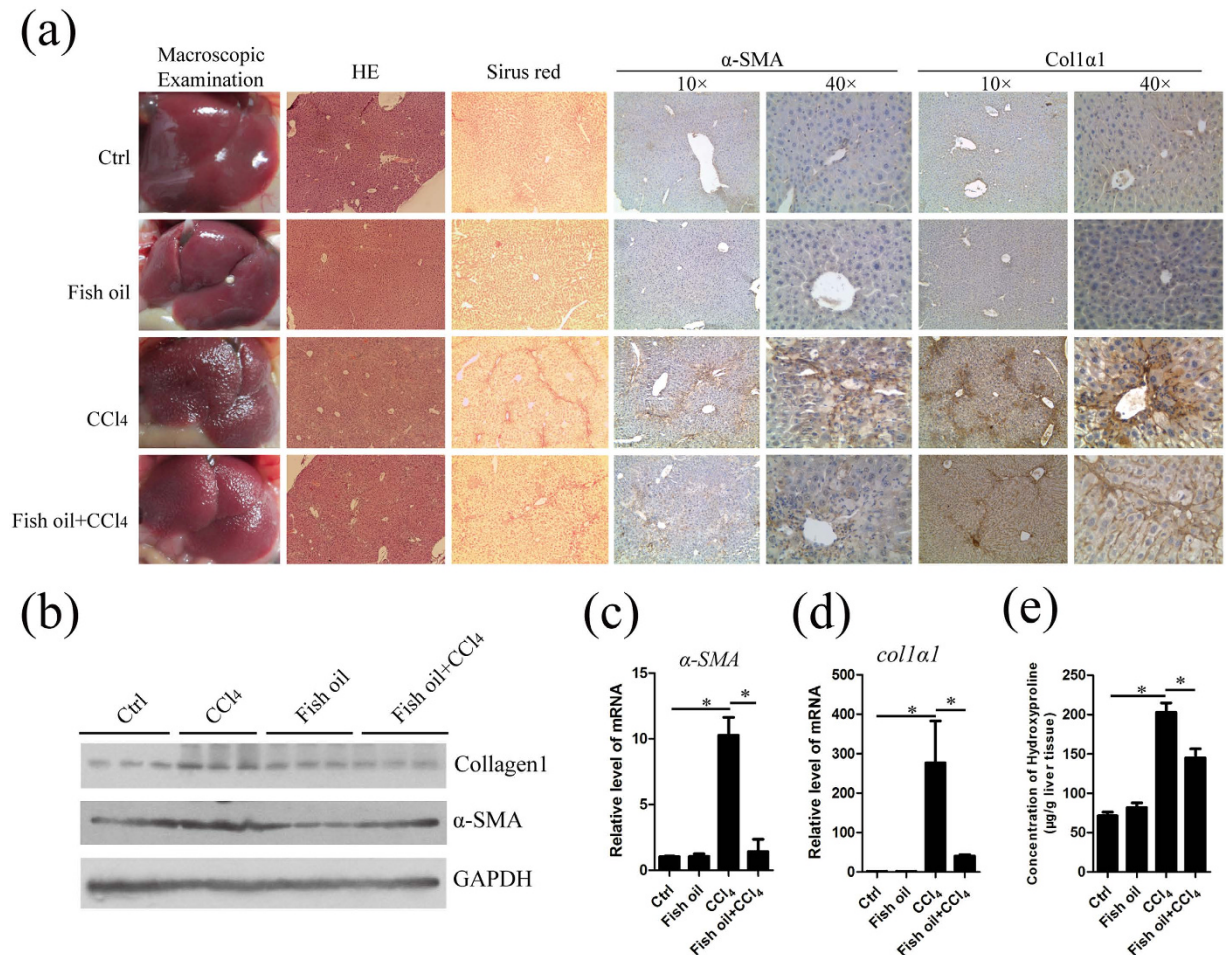 (a)
Macroscopic
Examination
HE
Sirus red
α-SMA
Col1α1
10×
40×
10×
40×
Ctrl
Fish oil
CCl₄
Fish oil+CCl₄
(b)
Ctrl
CCl₄
Fish oil
Fish oil+CCl₄
Collagen1
α-SMA
GAPDH
(c)
α-SMA
Relative level of mRNA
15
10
5
0
*
*
Ctrl
Fish oil
CCl₄
Fish oil+CCl₄
(d)
col1α1
Relative level of mRNA
500
400
300
200
100
0
*
*
Ctrl
Fish oil
CCl₄
Fish oil+CCl₄
(e)
Concentration of Hydroxyproline
(μg/g liver tissue)
250
200
150
100
50
0
*
*
Ctrl
Fish oil
CCl₄
Fish oil+CCl₄